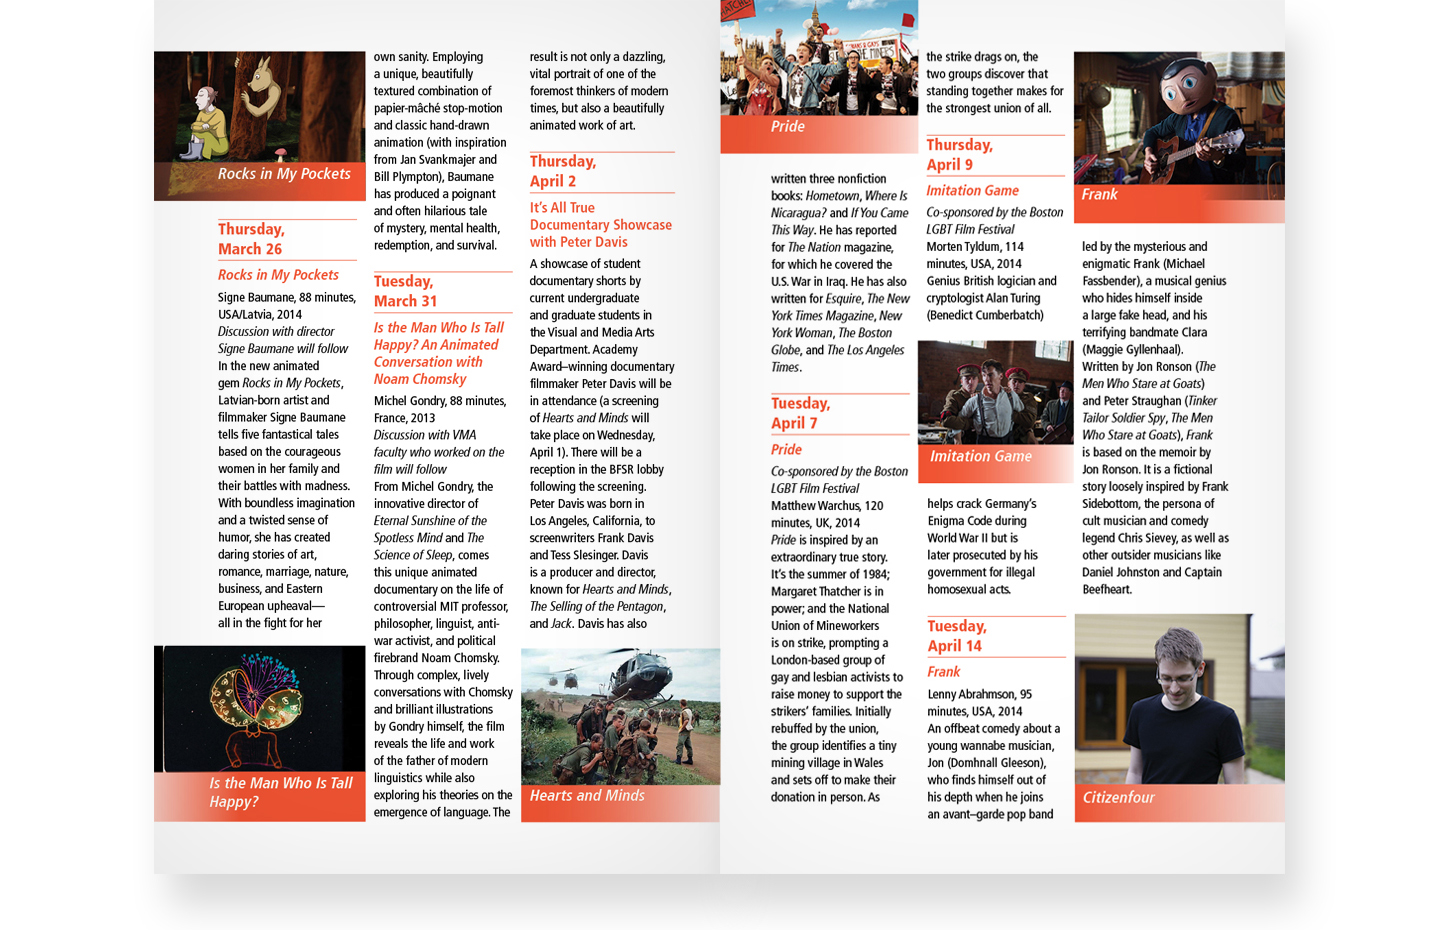 Rocks in My Pockets
Thursday,
March 26
Rocks in My Pockets
Signe Baumane, 88 minutes,
USA/Latvia, 2014
Discussion with director
Signe Baumane will follow
In the new animated
gem Rocks in My Pockets,
Latvian-born artist and
filmmaker Signe Baumane
tells five fantastical tales
based on the courageous
women in her family and
their battles with madness.
With boundless imagination
and a twisted sense of
humor, she has created
daring stories of art,
romance, marriage, nature,
business, and Eastern
European upheaval—
all in the fight for her
Is the Man Who Is Tall
Happy?
own sanity. Employing
a unique, beautifully
textured combination of
papier-mâché stop-motion
and classic hand-drawn
animation (with inspiration
from Jan Svankmajer and
Bill Plympton), Baumane
has produced a poignant
and often hilarious tale
of mystery, mental health,
redemption, and survival.
Tuesday,
March 31
Is the Man Who Is Tall
Happy? An Animated
Conversation with
Noam Chomsky
Michel Gondry, 88 minutes,
France, 2013
Discussion with VMA
faculty who worked on the
film will follow
From Michel Gondry, the
innovative director of
Eternal Sunshine of the
Spotless Mind and The
Science of Sleep, comes
this unique animated
documentary on the life of
controversial MIT professor,
philosopher, linguist, anti-
war activist, and political
firebrand Noam Chomsky.
Through complex, lively
conversations with Chomsky
and brilliant illustrations
by Gondry himself, the film
reveals the life and work
of the father of modern
linguistics while also
exploring his theories on the
emergence of language. The
result is not only a dazzling,
vital portrait of one of the
foremost thinkers of modern
times, but also a beautifully
animated work of art.
Thursday,
April 2
It's All True
Documentary Showcase
with Peter Davis
A showcase of student
documentary shorts by
current undergraduate
and graduate students in
the Visual and Media Arts
Department. Academy
Award–winning documentary
filmmaker Peter Davis will be
in attendance (a screening
of Hearts and Minds will
take place on Wednesday,
April 1). There will be a
reception in the BFSR lobby
following the screening.
Peter Davis was born in
Los Angeles, California, to
screenwriters Frank Davis
and Tess Slesinger. Davis
is a producer and director,
known for Hearts and Minds,
The Selling of the Pentagon,
and Jack. Davis has also
Hearts and Minds
Pride
written three nonfiction
books: Hometown, Where Is
Nicaragua? and If You Came
This Way. He has reported
for The Nation magazine,
for which he covered the
U.S. War in Iraq. He has also
written for Esquire, The New
York Times Magazine, New
York Woman, The Boston
Globe, and The Los Angeles
Times.
Tuesday,
April 7
Pride
Co-sponsored by the Boston
LGBT Film Festival
Matthew Warchus, 120
minutes, UK, 2014
Pride is inspired by an
extraordinary true story.
It's the summer of 1984;
Margaret Thatcher is in
power; and the National
Union of Mineworkers
is on strike, prompting a
London-based group of
gay and lesbian activists to
raise money to support the
strikers' families. Initially
rebuffed by the union,
the group identifies a tiny
mining village in Wales
and sets off to make their
donation in person. As
the strike drags on, the
two groups discover that
standing together makes for
the strongest union of all.
Thursday,
April 9
Imitation Game
Co-sponsored by the Boston
LGBT Film Festival
Morten Tyldum, 114
minutes, USA, 2014
Genius British logician and
cryptologist Alan Turing
(Benedict Cumberbatch)
Imitation Game
helps crack Germany's
Enigma Code during
World War II but is
later prosecuted by his
government for illegal
homosexual acts.
Tuesday,
April 14
Frank
Lenny Abrahmson, 95
minutes, USA, 2014
An offbeat comedy about a
young wannabe musician,
Jon (Domhnall Gleeson),
who finds himself out of
his depth when he joins
an avant–garde pop band
Frank
led by the mysterious and
enigmatic Frank (Michael
Fassbender), a musical genius
who hides himself inside
a large fake head, and his
terrifying bandmate Clara
(Maggie Gyllenhaal).
Written by Jon Ronson (The
Men Who Stare at Goats)
and Peter Straughan (Tinker
Tailor Soldier Spy, The Men
Who Stare at Goats), Frank
is based on the memoir by
Jon Ronson. It is a fictional
story loosely inspired by Frank
Sidebottom, the persona of
cult musician and comedy
legend Chris Sievey, as well as
other outsider musicians like
Daniel Johnston and Captain
Beefheart.
Citizenfour